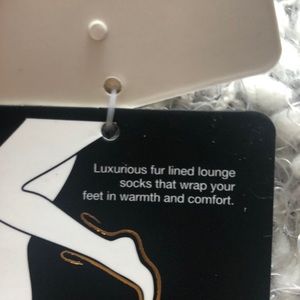 Luxurious fur lined lounge
socks that wrap your
feet in warmth and comfort.